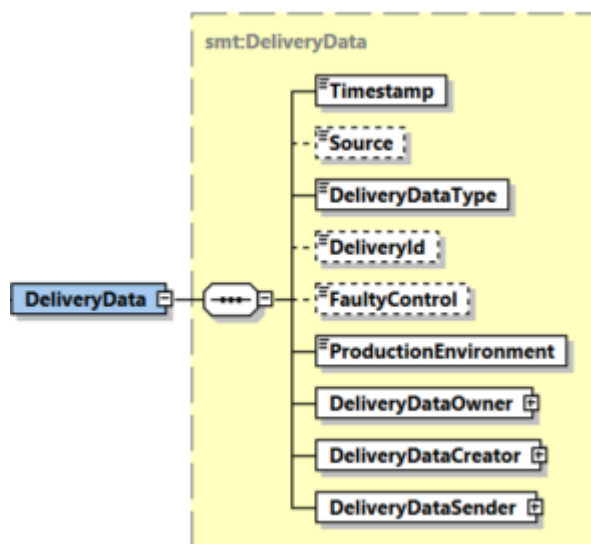 smt:DeliveryData
Timestamp
Source
DeliveryDataType
DeliveryId
DeliveryData
FaultyControl
ProductionEnvironment
DeliveryDataOwner
DeliveryDataCreator
DeliveryDataSender